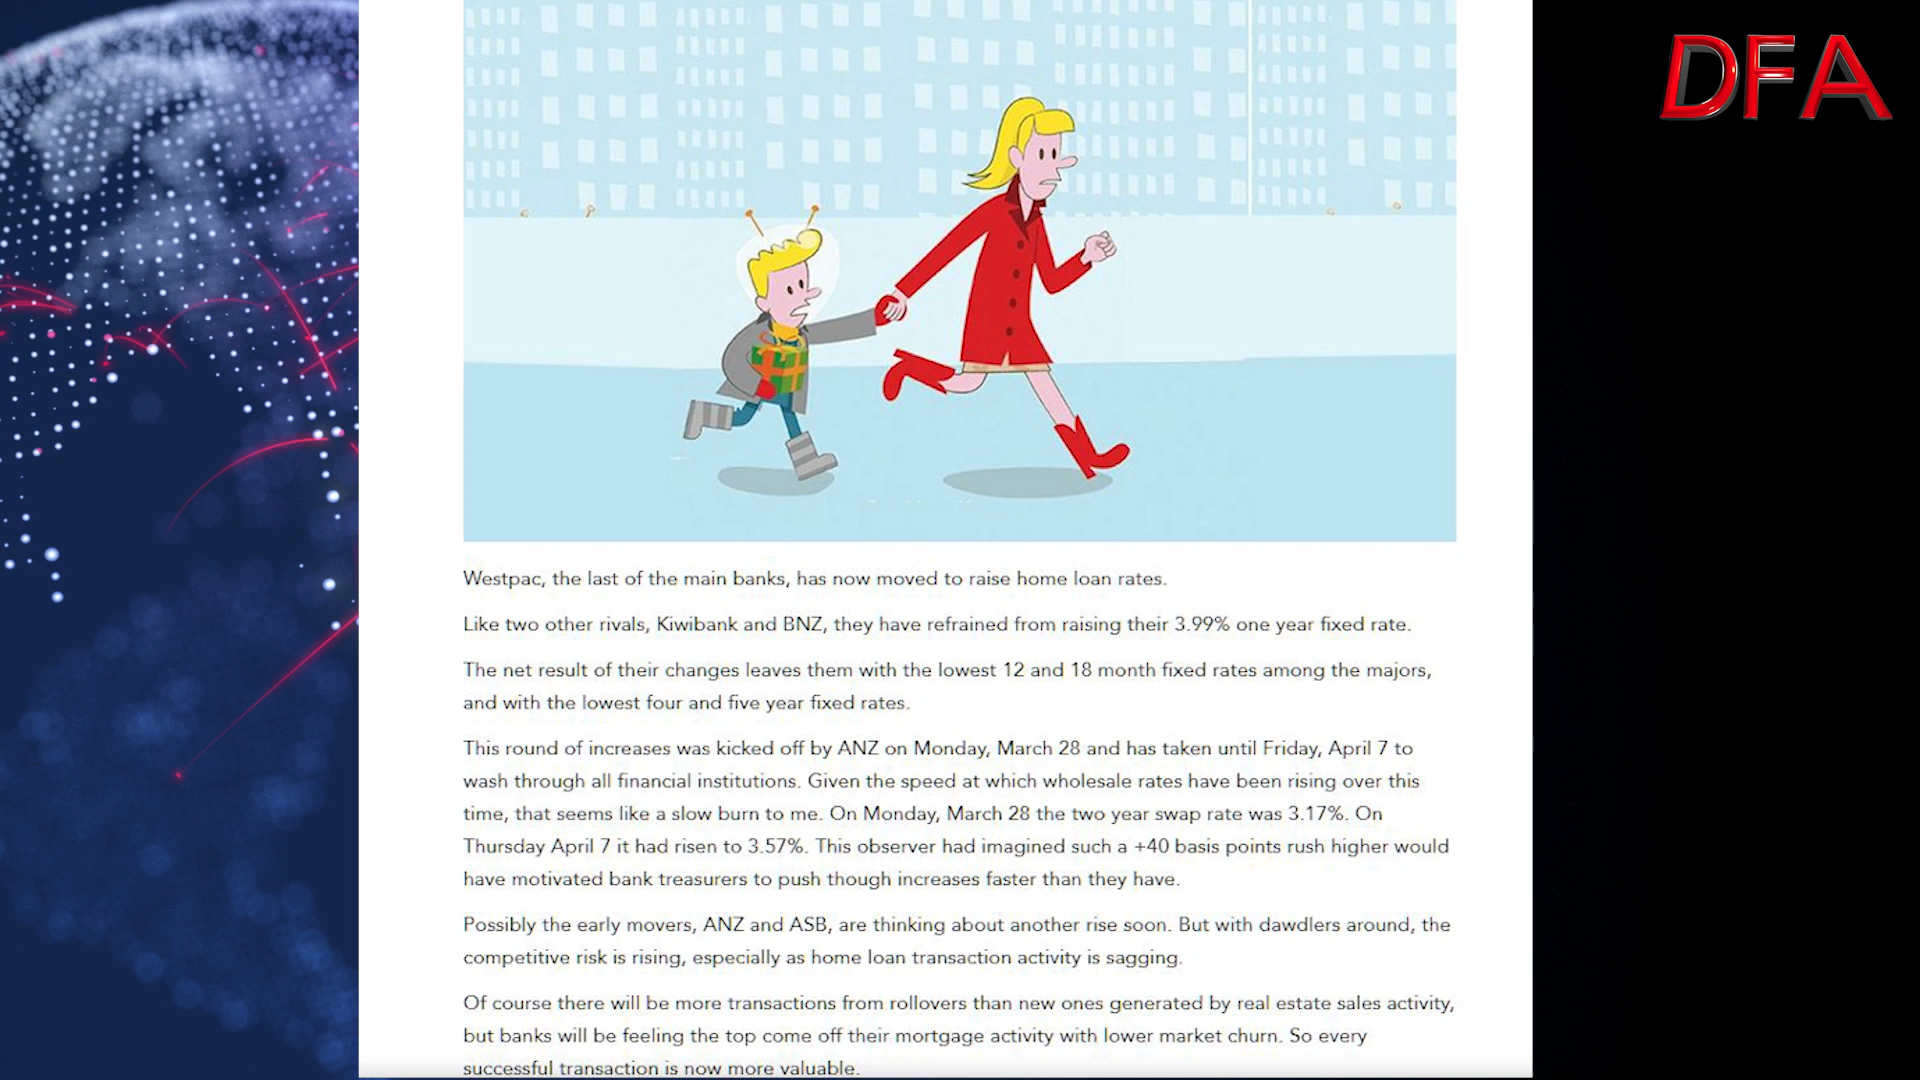 DFA
Westpac, the last of the main banks, has now moved to raise home loan rates.
Like two other rivals, Kiwibank and BNZ, they have refrained from raising their 3.99% one year fixed rate.
The net result of their changes leaves them with the lowest 12 and 18 month fixed rates among the majors,
and with the lowest four and five year fixed rates.
This round of increases was kicked off by ANZ on Monday, March 28 and has taken until Friday, April 7 to
wash through all financial institutions. Given the speed at which wholesale rates have been rising over this
time, that seems like a slow burn to me. On Monday, March 28 the two year swap rate was 3.17%. On
Thursday April 7 it had risen to 3.57%. This observer had imagined such a +40 basis points rush higher would
have motivated bank treasurers to push though increases faster than they have.
Possibly the early movers, ANZ and ASB, are thinking about another rise soon. But with dawdlers around, the
competitive risk is rising, especially as home loan transaction activity is sagging.
Of course there will be more transactions from rollovers than new ones generated by real estate sales activity,
but banks will be feeling the top come off their mortgage activity with lower market churn. So every
successful transaction is now more valuable.